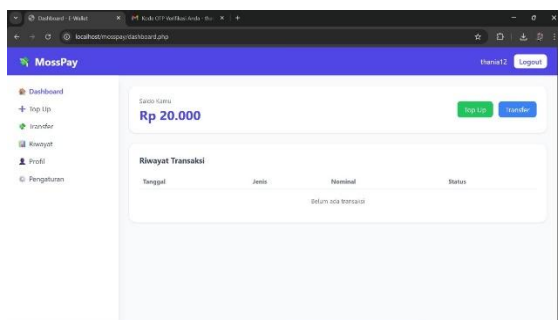 Dashboard - E-Wallet
Kode OTP Verifikasi Anda - tha
localhost/mosspay/dashboard.php
MossPay
thania12
Logout
Dashboard
Top Up
Transfer
Riwayat
Profil
Pengaturan
Saldo Kamu
Rp 20.000
Top Up
Transfer
Riwayat Transaksi
Tanggal Jenis Nominal Status
Belum ada transaksi